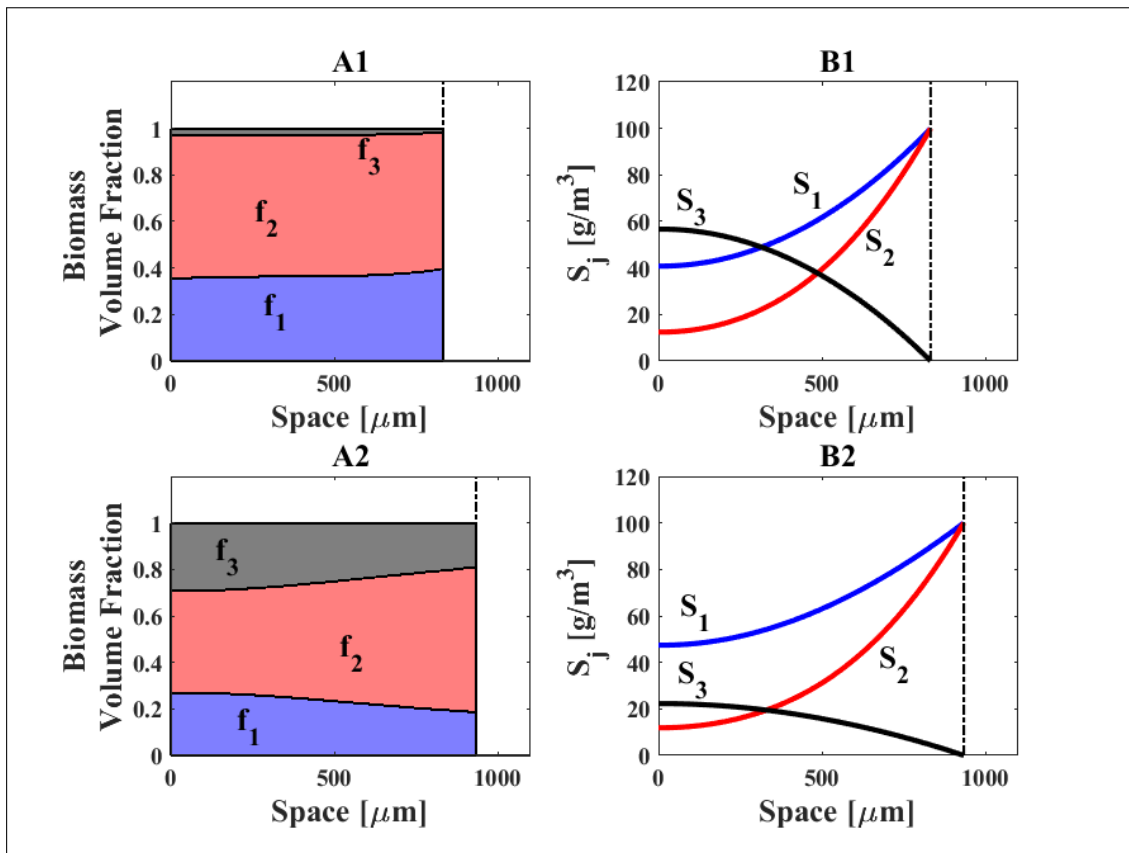 A1
Biomass
Volume Fraction
1
0.8
0.6
0.4
0.2
0
f3
f2
f1
0
500
1000
Space [μm]
B1
Sj [g/m³]
120
100
80
60
40
20
0
S3
S1
S2
0
500
1000
Space [μm]
A2
Biomass
Volume Fraction
1
0.8
0.6
0.4
0.2
0
f3
f2
f1
0
500
1000
Space [μm]
B2
Sj [g/m³]
120
100
80
60
40
20
0
S1
S3
S2
0
500
1000
Space [μm]